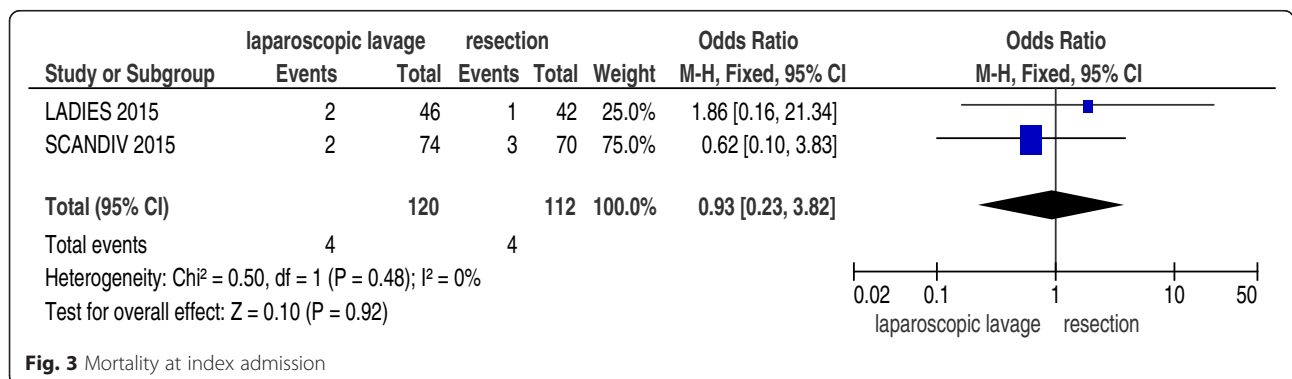 laparoscopic lavage resection Odds Ratio Odds Ratio
Study or Subgroup Events Total Events Total Weight M-H, Fixed, 95% CI M-H, Fixed, 95% CI
LADIES 2015 2 46 1 42 25.0% 1.86 [0.16, 21.34]
SCANDIV 2015 2 74 3 70 75.0% 0.62 [0.10, 3.83]
Total (95% CI) 120 112 100.0% 0.93 [0.23, 3.82]
Total events 4 4
Heterogeneity: Chi² = 0.50, df = 1 (P = 0.48); I² = 0%
Test for overall effect: Z = 0.10 (P = 0.92)
0.02 0.1 1 10 50
laparoscopic lavage resection
Fig. 3 Mortality at index admission